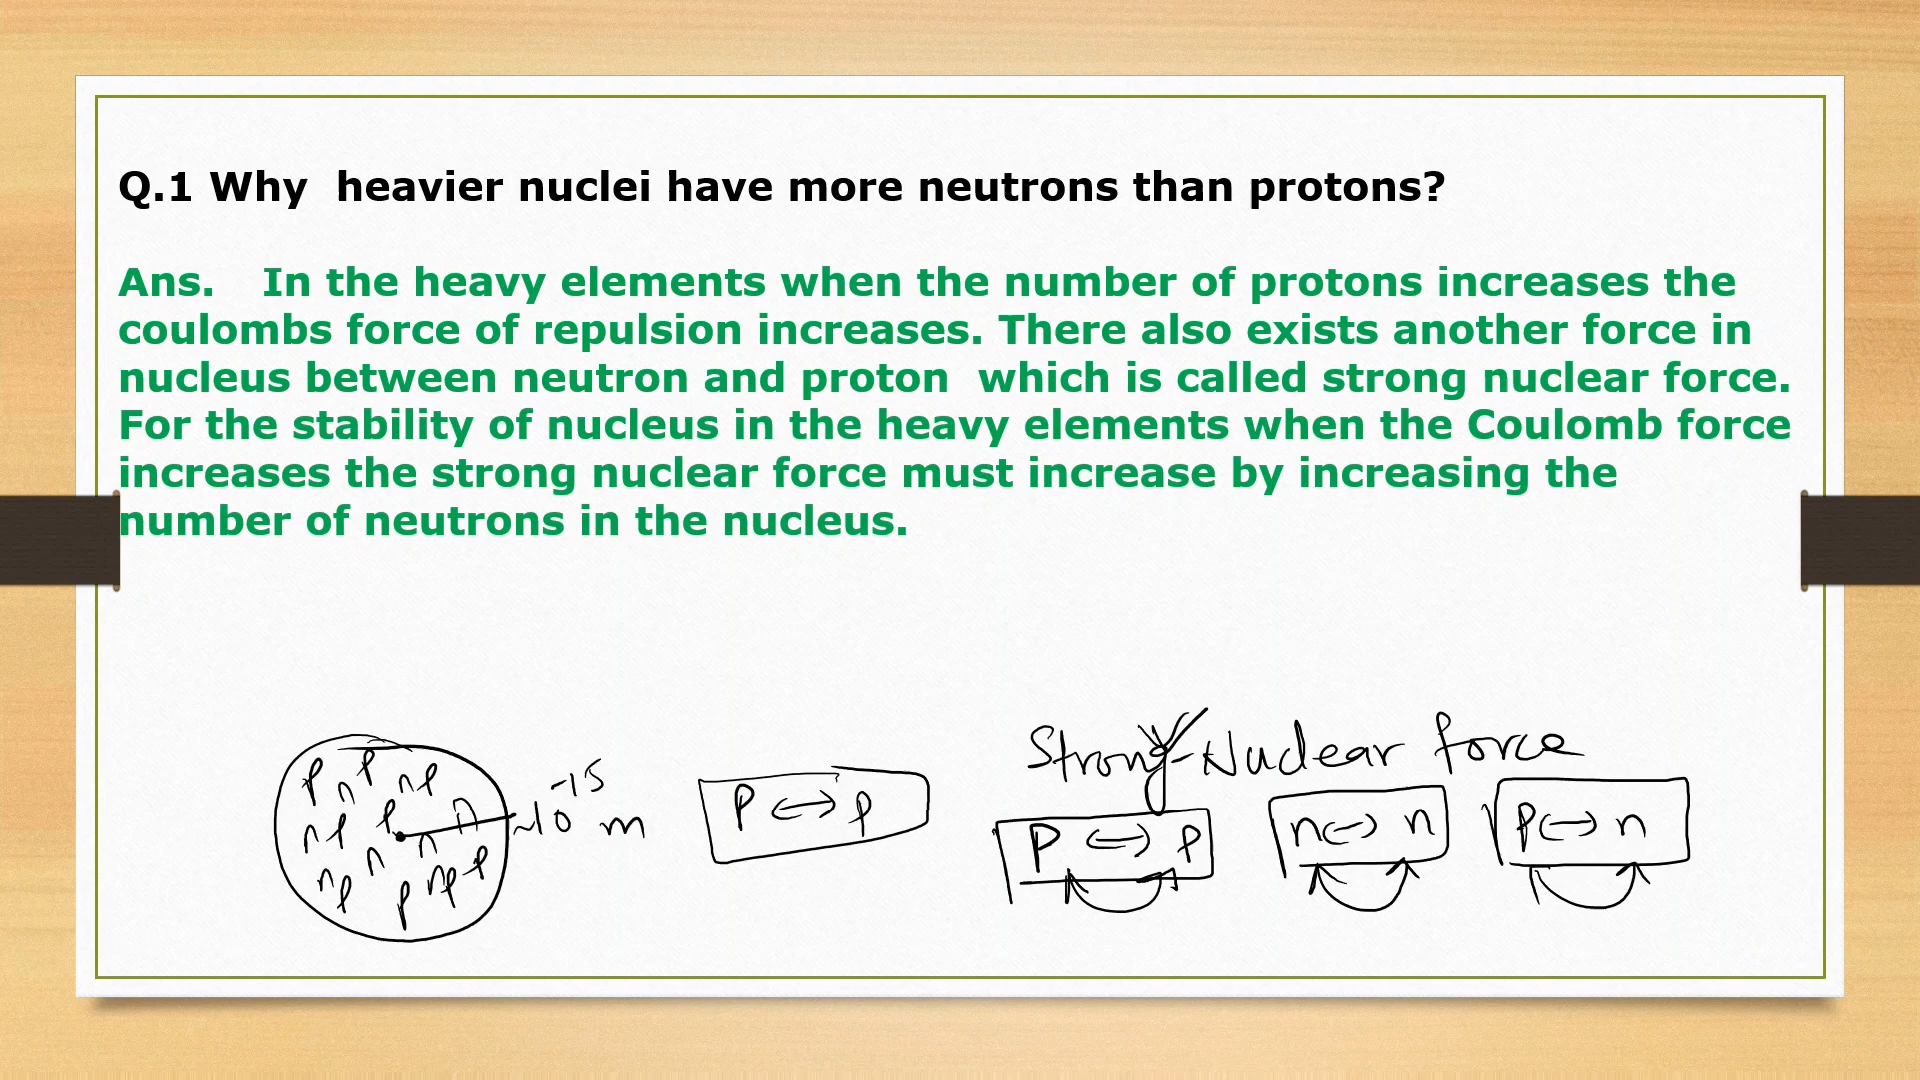 Q.1 Why heavier nuclei have more neutrons than protons?
Ans. In the heavy elements when the number of protons increases the
coulombs force of repulsion increases. There also exists another force in
nucleus between neutron and proton which is called strong nuclear force.
For the stability of nucleus in the heavy elements when the Coulomb force
increases the strong nuclear force must increase by increasing the
number of neutrons in the nucleus.
Strong-Nuclear force
p n p n p
n p p n
n n
n p p n p p
~10⁻¹⁵ m
P ↔ p
P ↔ p
n ↔ n
p ↔ n